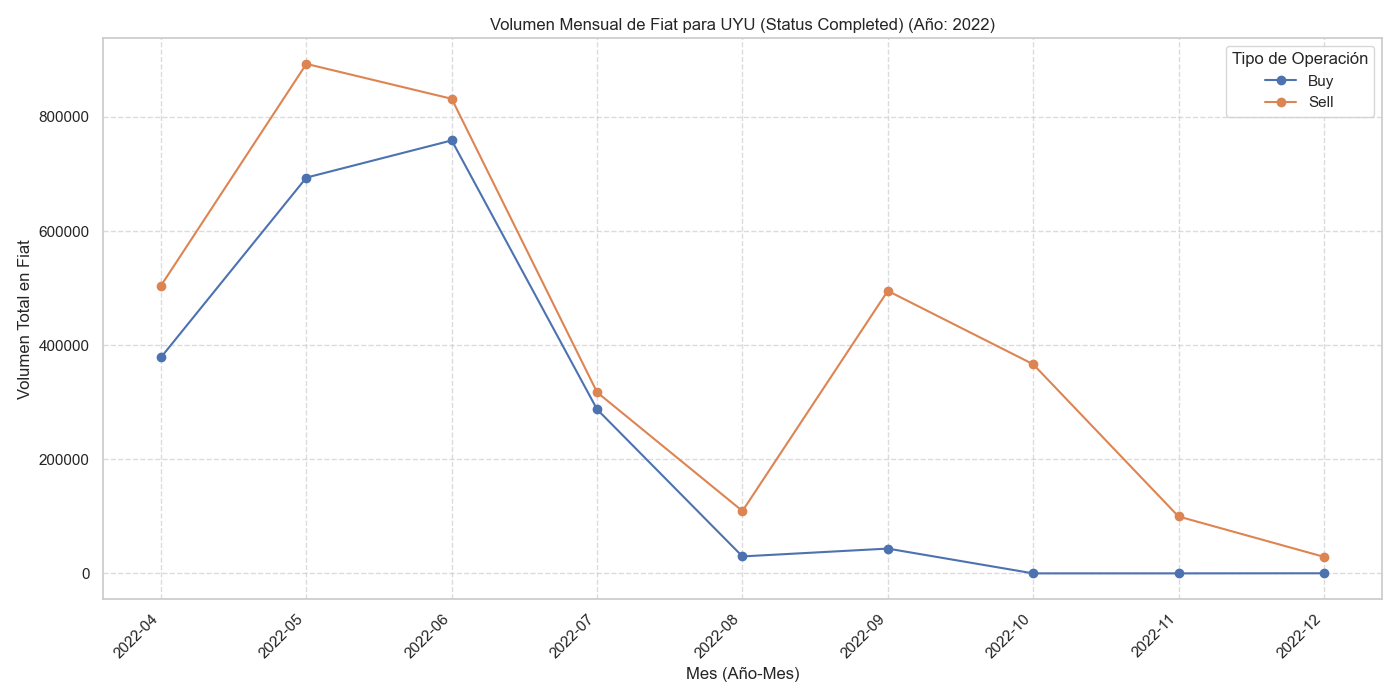 Volumen Mensual de Fiat para UYU (Status Completed) (Año: 2022)
Tipo de Operación
Buy
Sell
Volumen Total en Fiat
800000
600000
400000
200000
0
2022-04
2022-05
2022-06
2022-07
2022-08
2022-09
2022-10
2022-11
2022-12
Mes (Año-Mes)